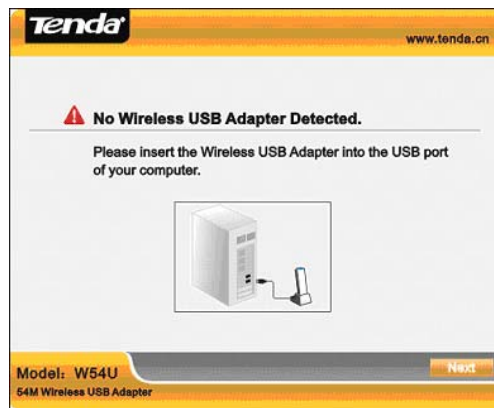 Tenda
www.tenda.cn
No Wireless USB Adapter Detected.
Please insert the Wireless USB Adapter into the USB port
of your computer.
Model: W54U
54M Wireless USB Adapter
Next